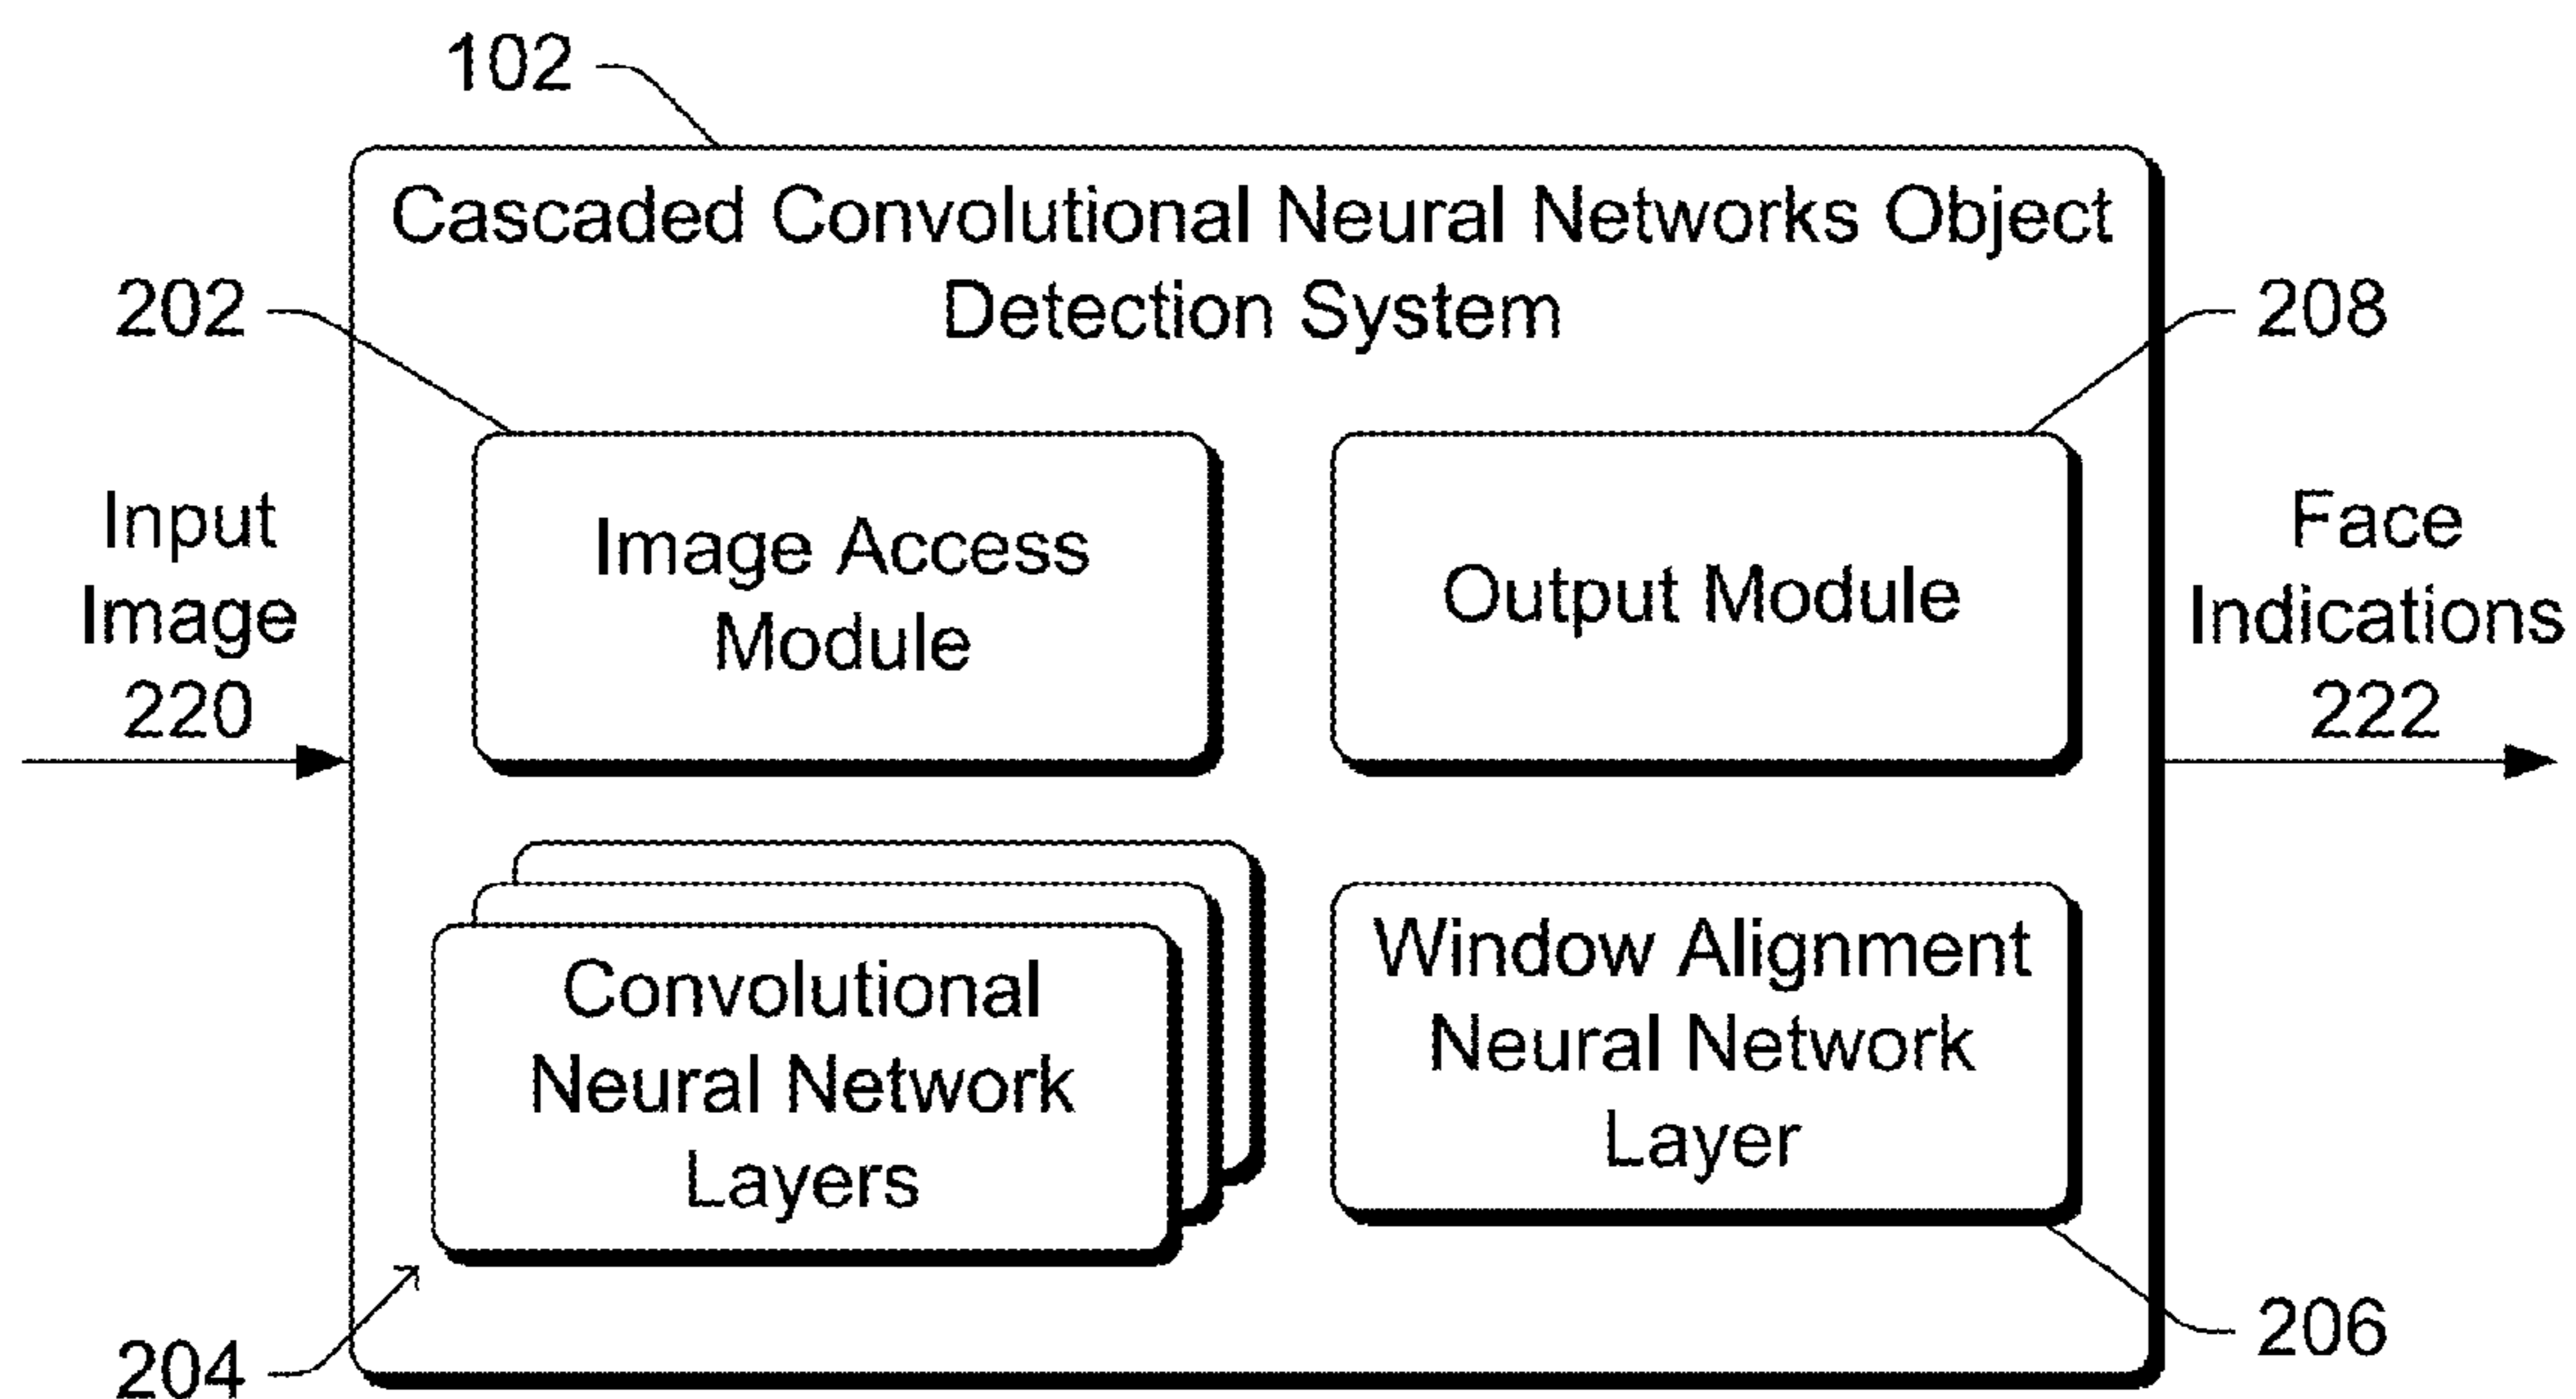 102
Cascaded Convolutional Neural Networks Object
Detection System
202
208
Image Access
Module
Output Module
Input
Image
220
Face
Indications
222
Convolutional
Neural Network
Layers
Window Alignment
Neural Network
Layer
204
206